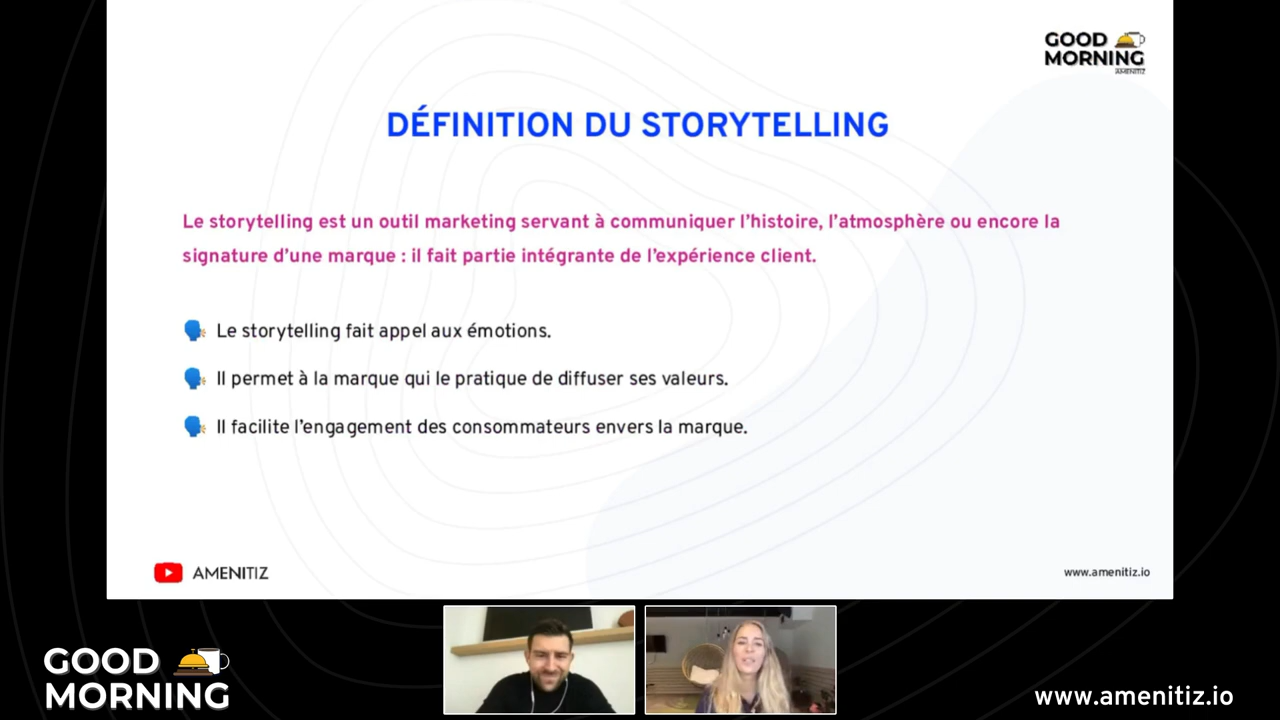 GOOD
MORNING
AMENITIZ
DÉFINITION DU STORYTELLING
Le storytelling est un outil marketing servant à communiquer l'histoire, l'atmosphère ou encore la
signature d'une marque : il fait partie intégrante de l'expérience client.
Le storytelling fait appel aux émotions.
Il permet à la marque qui le pratique de diffuser ses valeurs.
Il facilite l'engagement des consommateurs envers la marque.
AMENITIZ
www.amenitiz.io
GOOD
MORNING
www.amenitiz.io